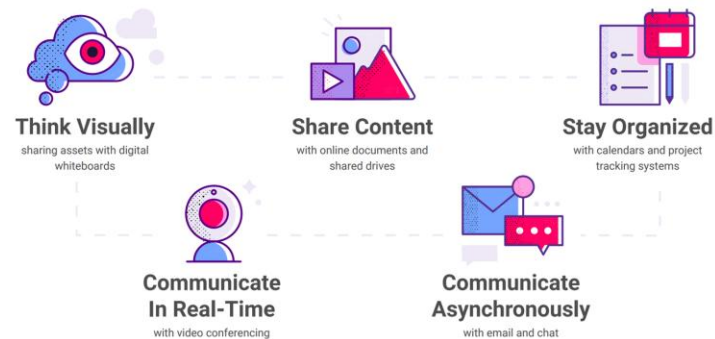 Think Visually
sharing assets with digital
whiteboards
Share Content
with online documents and
shared drives
Stay Organized
with calendars and project
tracking systems
Communicate
In Real-Time
with video conferencing
Communicate
Asynchronously
with email and chat